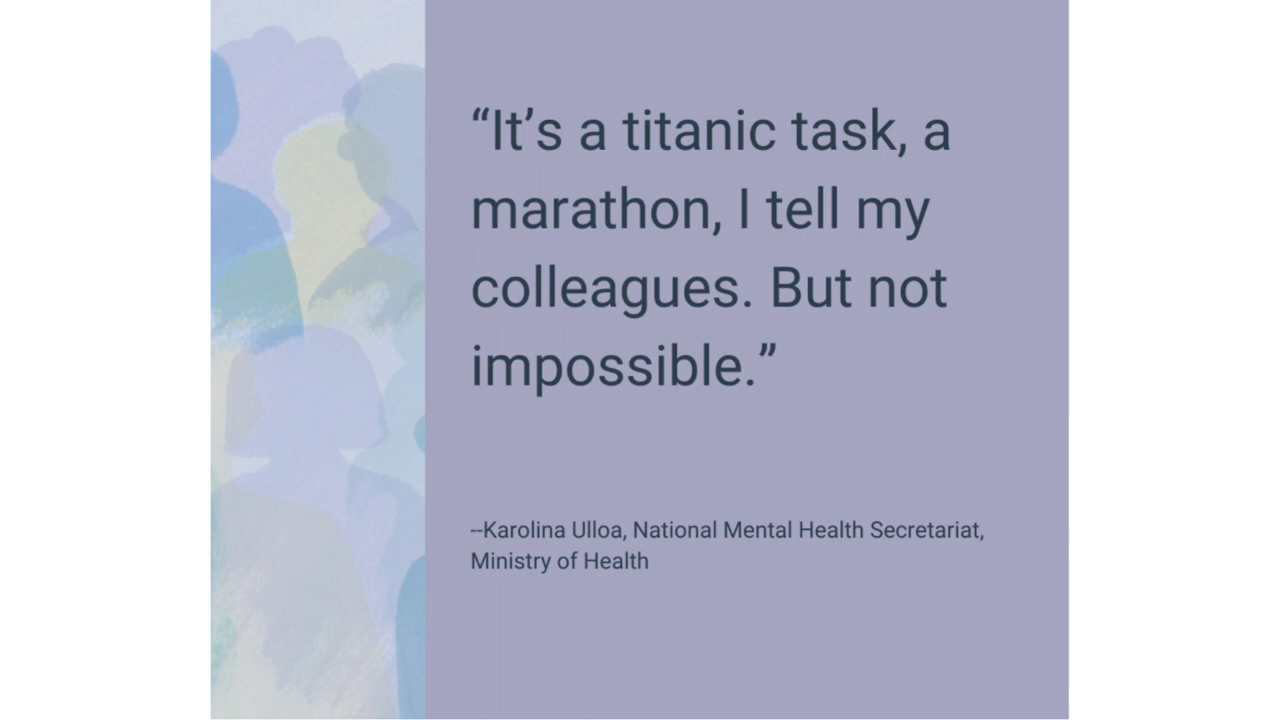 “It’s a titanic task, a
marathon, I tell my
colleagues. But not
impossible.”
--Karolina Ulloa, National Mental Health Secretariat,
Ministry of Health